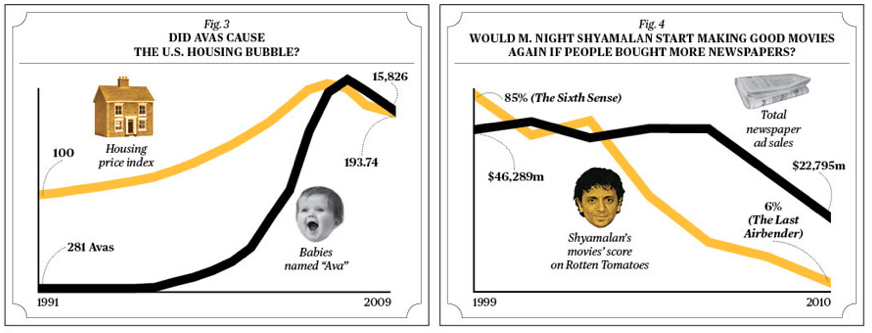 Fig. 3
DID AVAS CAUSE
THE U.S. HOUSING BUBBLE?
15,826
100
Housing
price index
193.74
281 Avas
Babies
named "Ava"
1991
2009
Fig. 4
WOULD M. NIGHT SHYAMALAN START MAKING GOOD MOVIES
AGAIN IF PEOPLE BOUGHT MORE NEWSPAPERS?
85% (The Sixth Sense)
Total
newspaper
ad sales
$46,289m
$22,795m
6%
(The Last
Airbender)
Shyamalan's
movies' score
on Rotten Tomatoes
1999
2010